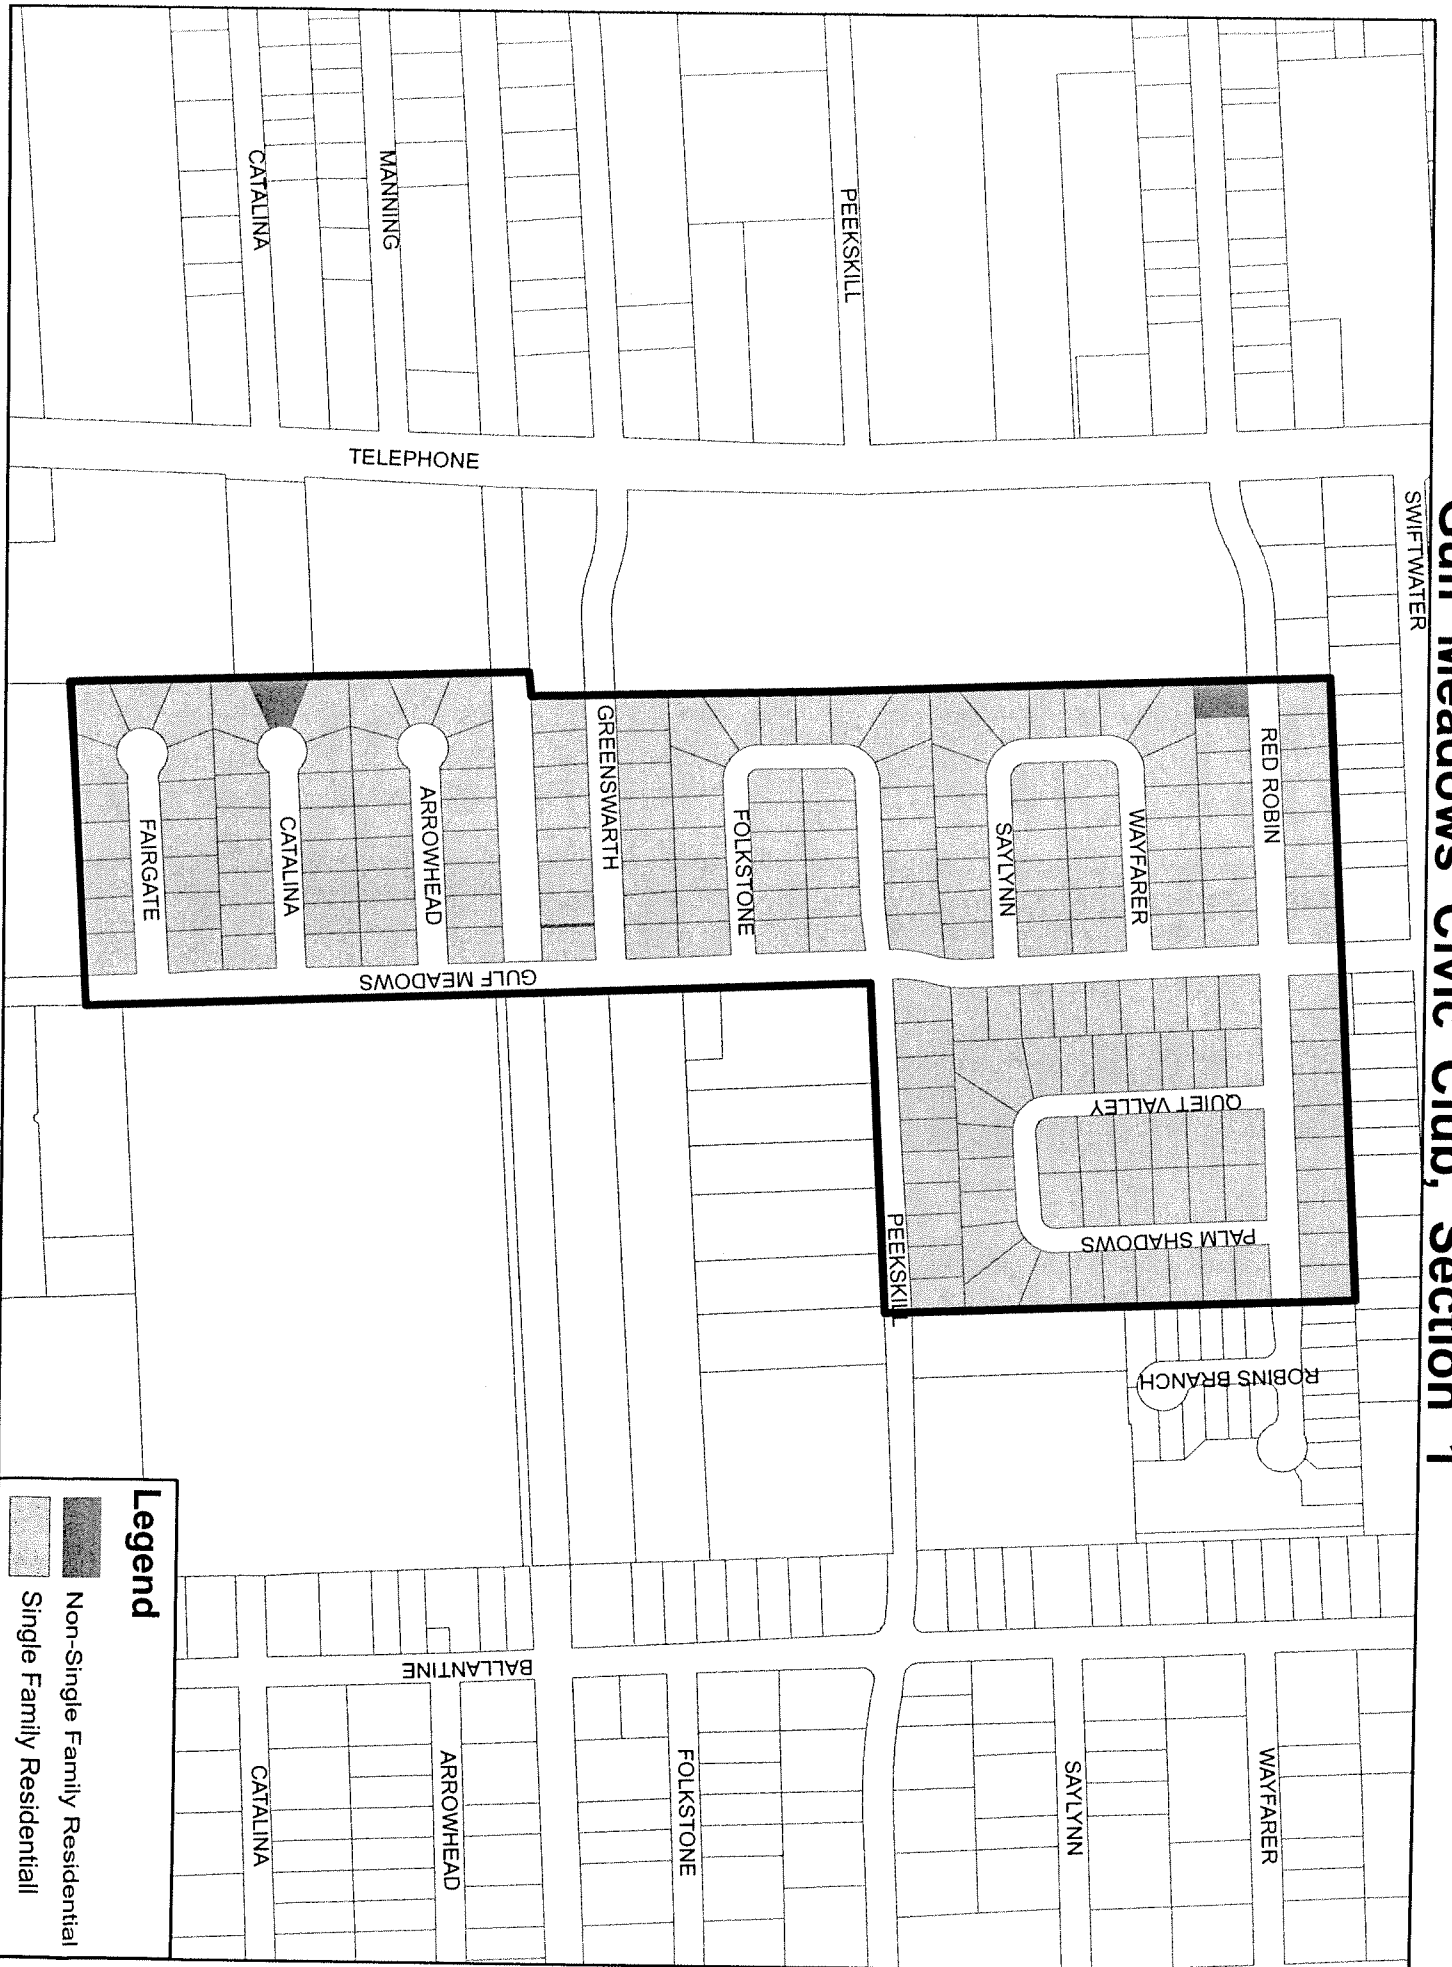 Gulf Meadows Civic Club, Section 1
SWIFTWATER
RED ROBIN
WAYFARER
SAYLYNN
PEEKSKILL
FOLKSTONE
GREENSWARTH
MANNING
CATALINA
TELEPHONE
ARROWHEAD
CATALINA
FAIRGATE
GULF MEADOWS
QUIET VALLEY
PALM SHADOWS
PEEKSKILL
ROBINS BRANCH
BALLANTINE
WAYFARER
SAYLYNN
FOLKSTONE
ARROWHEAD
CATALINA
Legend
Non-Single Family Residential
Single Family Residentiall